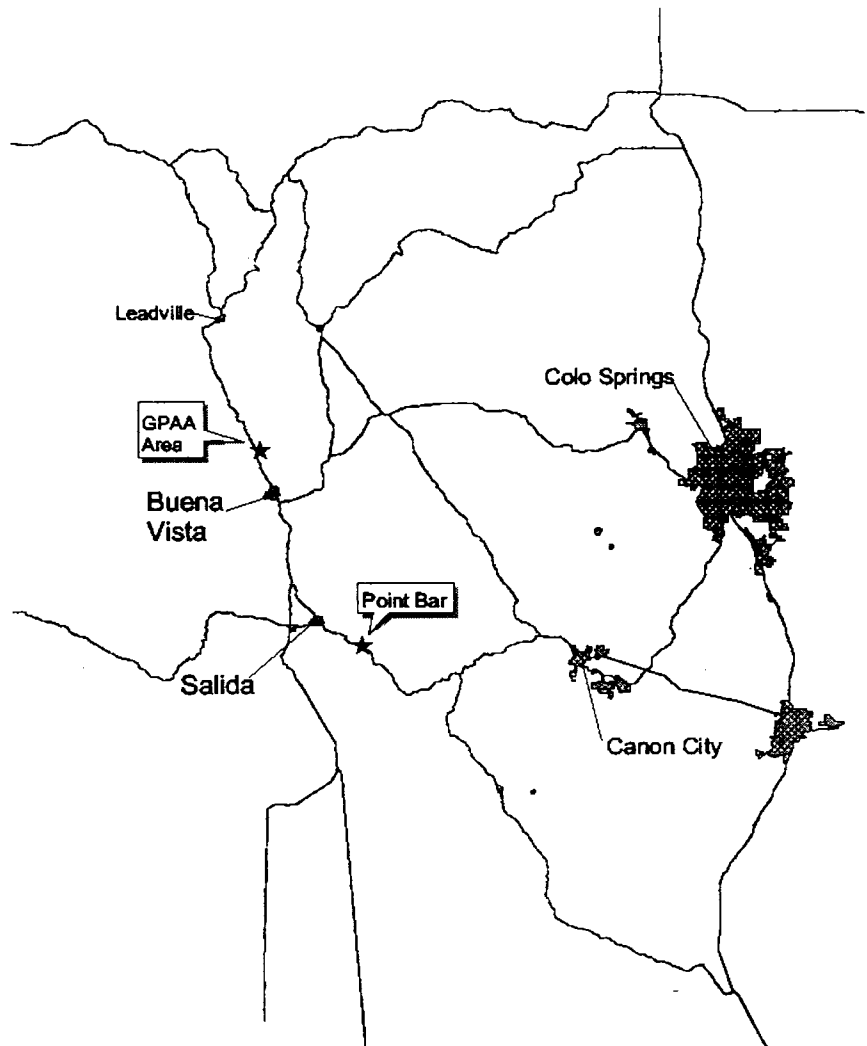 Leadville
Colo Springs
GPAA
Area
Buena
Vista
Point Bar
Salida
Canon City